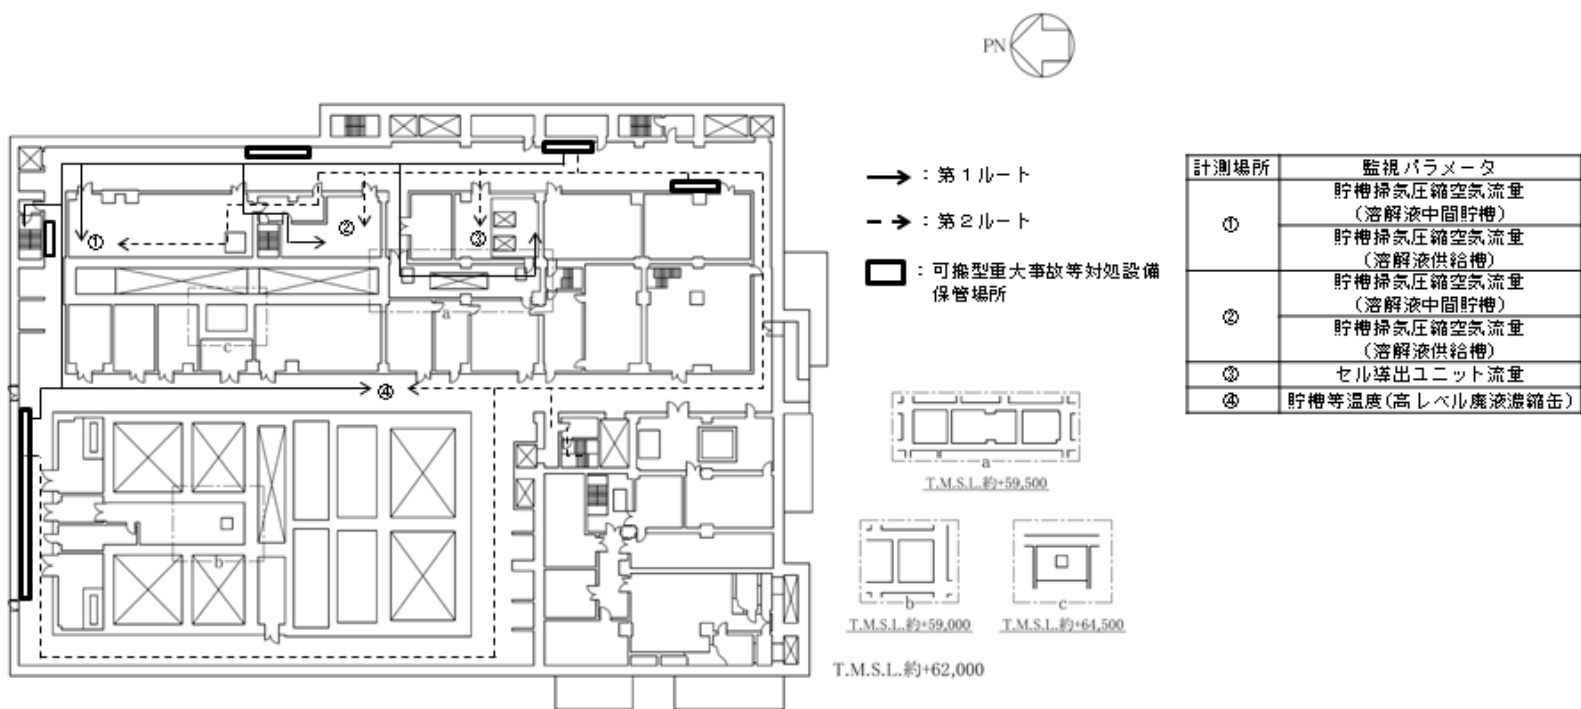 PN
→ : 第1ルート
--→ : 第2ルート
: 可搬型重大事故等対処設備
保管場所
計測場所 監視パラメータ
① 貯槽掃気圧縮空気流量
(溶解液中間貯槽)
貯槽掃気圧縮空気流量
(溶解液供給槽)
② 貯槽掃気圧縮空気流量
(溶解液中間貯槽)
貯槽掃気圧縮空気流量
(溶解液供給槽)
③ セル導出ユニット流量
④ 貯槽等温度(高レベル廃液濃縮缶)
①
②
③
a
c
④
b
a
T.M.S.L.約+59,500
b
T.M.S.L.約+59,000
c
T.M.S.L.約+64,500
T.M.S.L.約+62,000